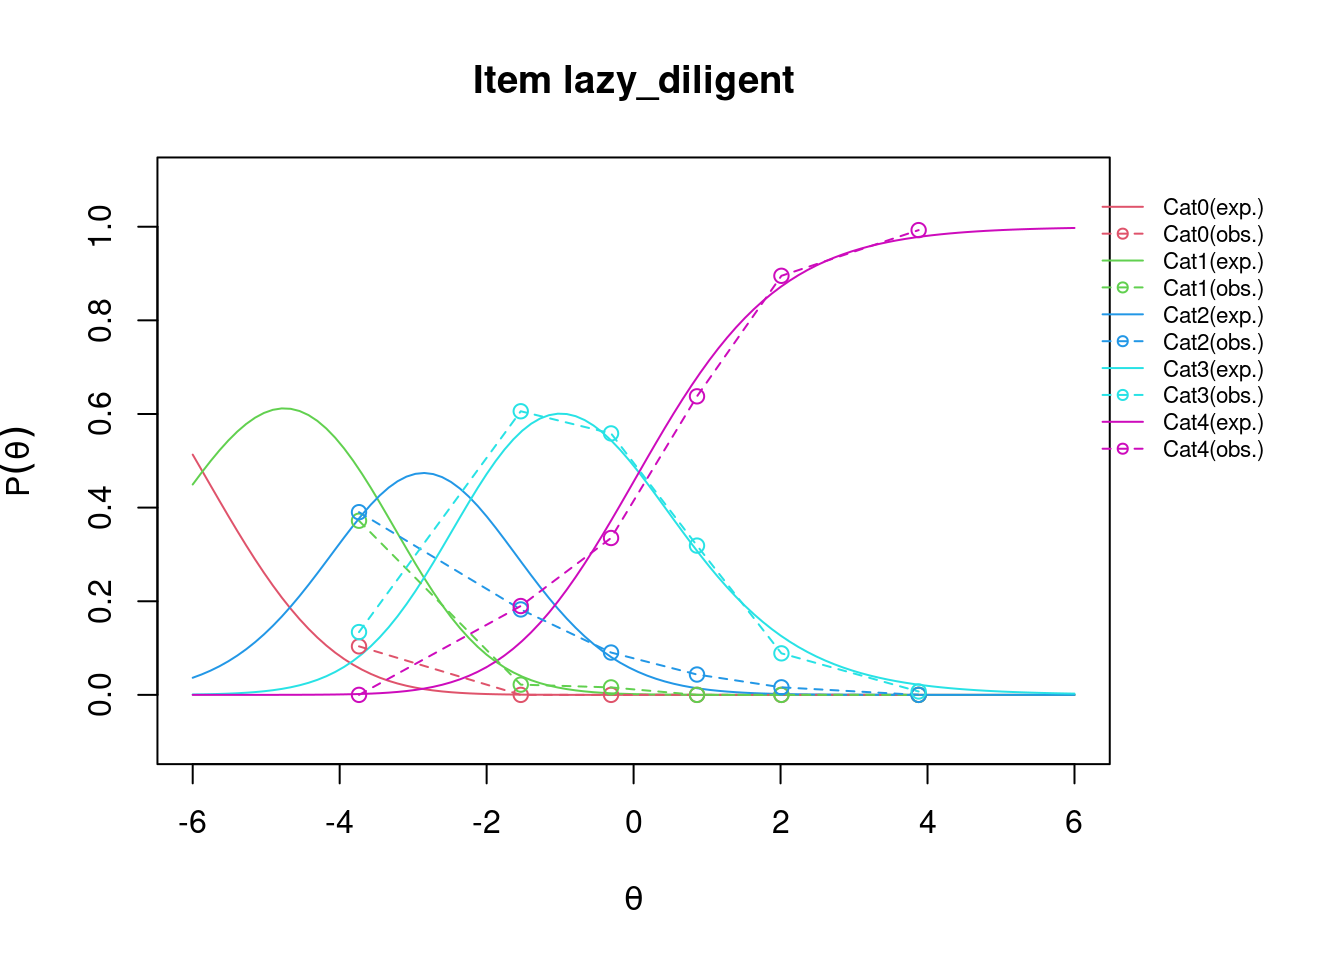 Item lazy_diligent
P(θ)
1.0
0.8
0.6
0.4
0.2
0.0
-6 -4 -2 0 2 4 6
θ
Cat0(exp.)
Cat0(obs.)
Cat1(exp.)
Cat1(obs.)
Cat2(exp.)
Cat2(obs.)
Cat3(exp.)
Cat3(obs.)
Cat4(exp.)
Cat4(obs.)